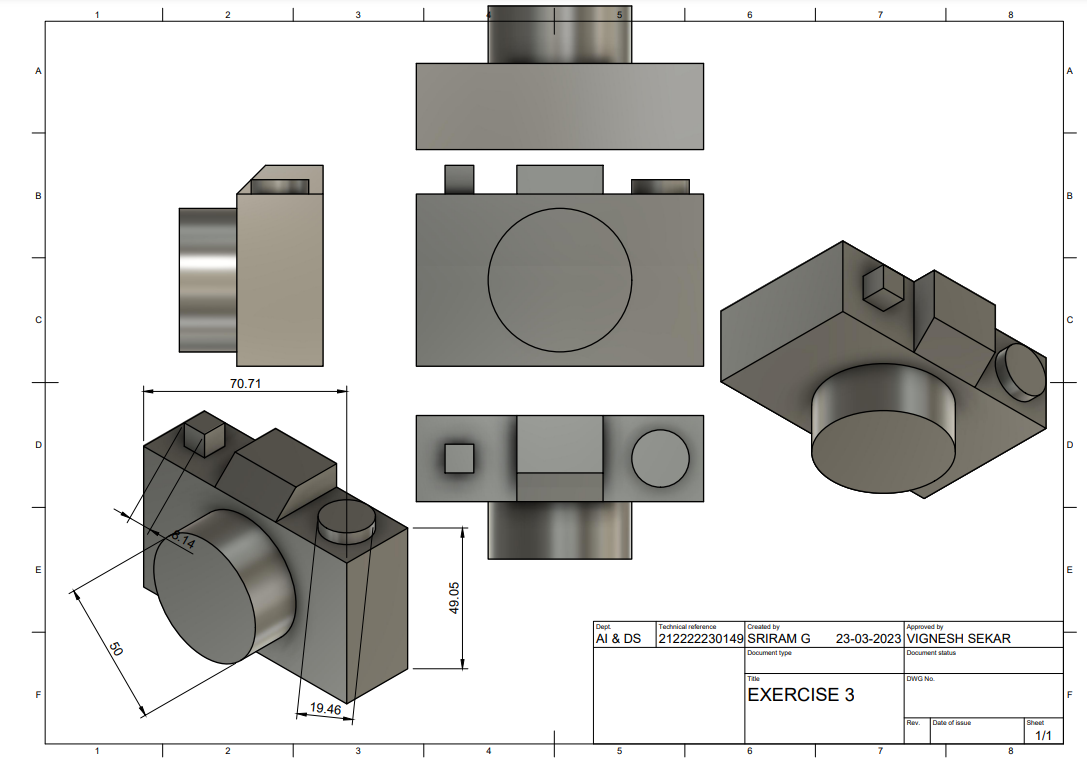 1 2 3 4 5 6 7 8
A A
B B
C C
70.71
D D
8.14
E E
49.05
50
19.46
Dept. Technical reference Created by Approved by
AI & DS 212222230149 SRIRAM G 23-03-2023 VIGNESH SEKAR
Document type Document status
Title DWG No.
EXERCISE 3
F F
Rev. Date of issue Sheet
1/1
1 2 3 4 5 6 7 8